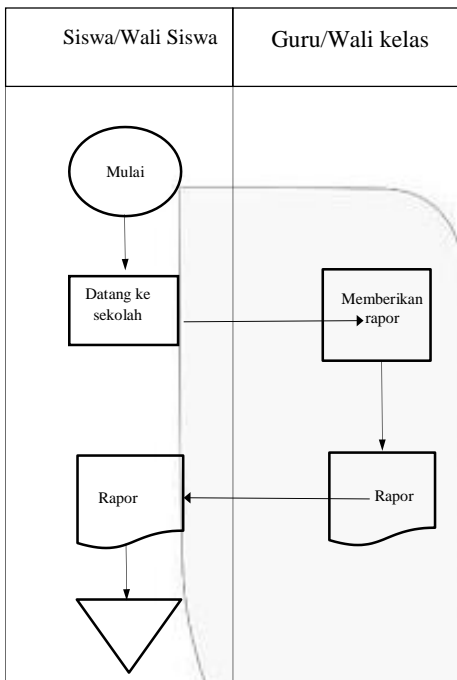 Siswa/Wali Siswa
Guru/Wali kelas
Mulai
Datang ke
sekolah
Memberikan
rapor
Rapor
Rapor